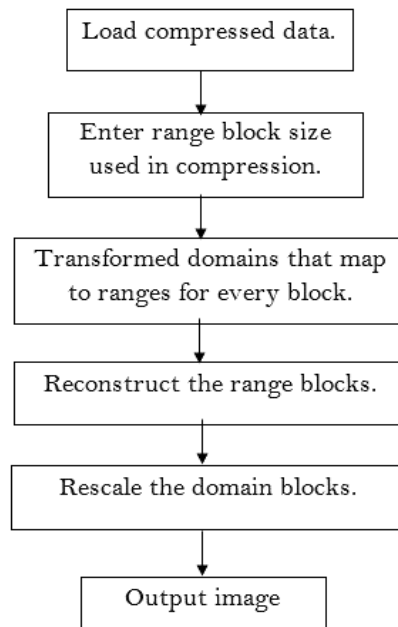 Load compressed data.
Enter range block size
used in compression.
Transformed domains that map
to ranges for every block.
Reconstruct the range blocks.
Rescale the domain blocks.
Output image